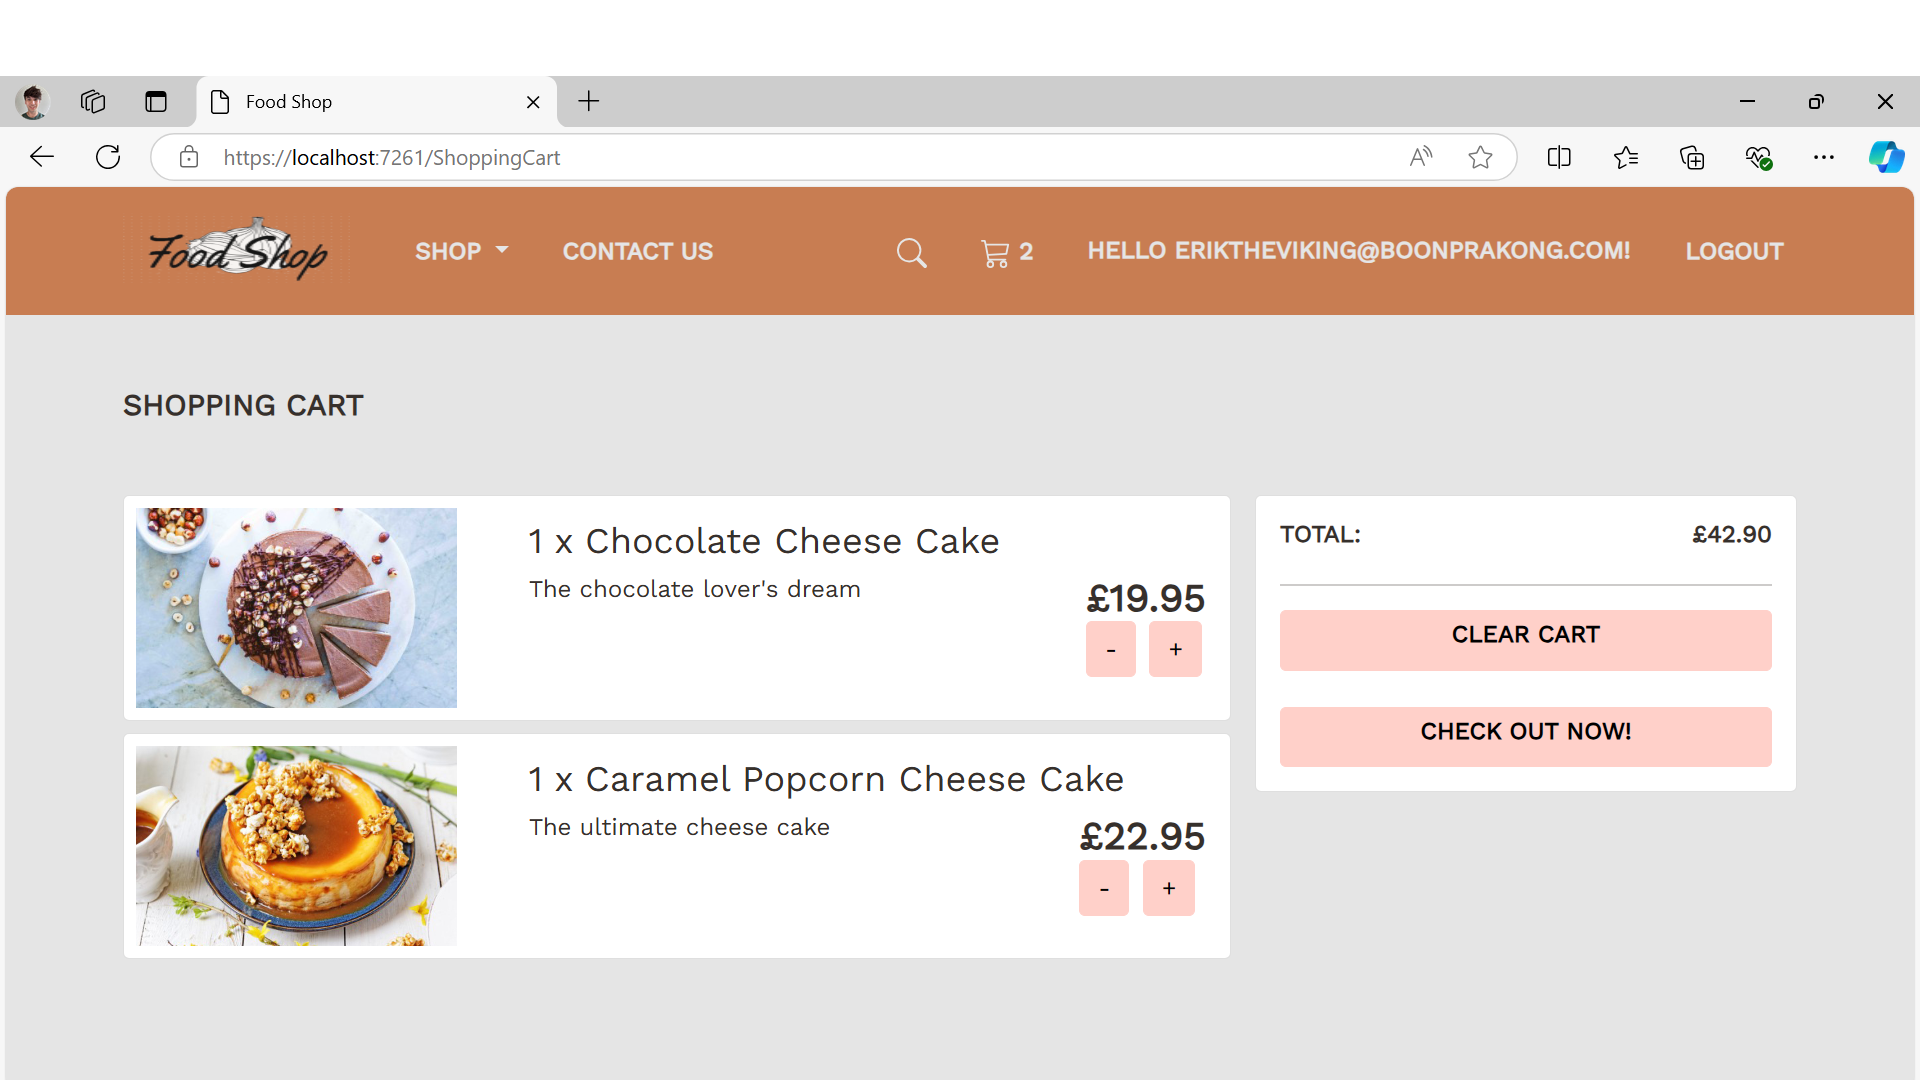 Food Shop
https://localhost:7261/ShoppingCart
Food Shop
SHOP
CONTACT US
2
HELLO ERIKTHEVIKING@BOONPRAKONG.COM!
LOGOUT
SHOPPING CART
1 x Chocolate Cheese Cake
The chocolate lover's dream
£19.95
- +
1 x Caramel Popcorn Cheese Cake
The ultimate cheese cake
£22.95
- +
TOTAL: £42.90
CLEAR CART
CHECK OUT NOW!